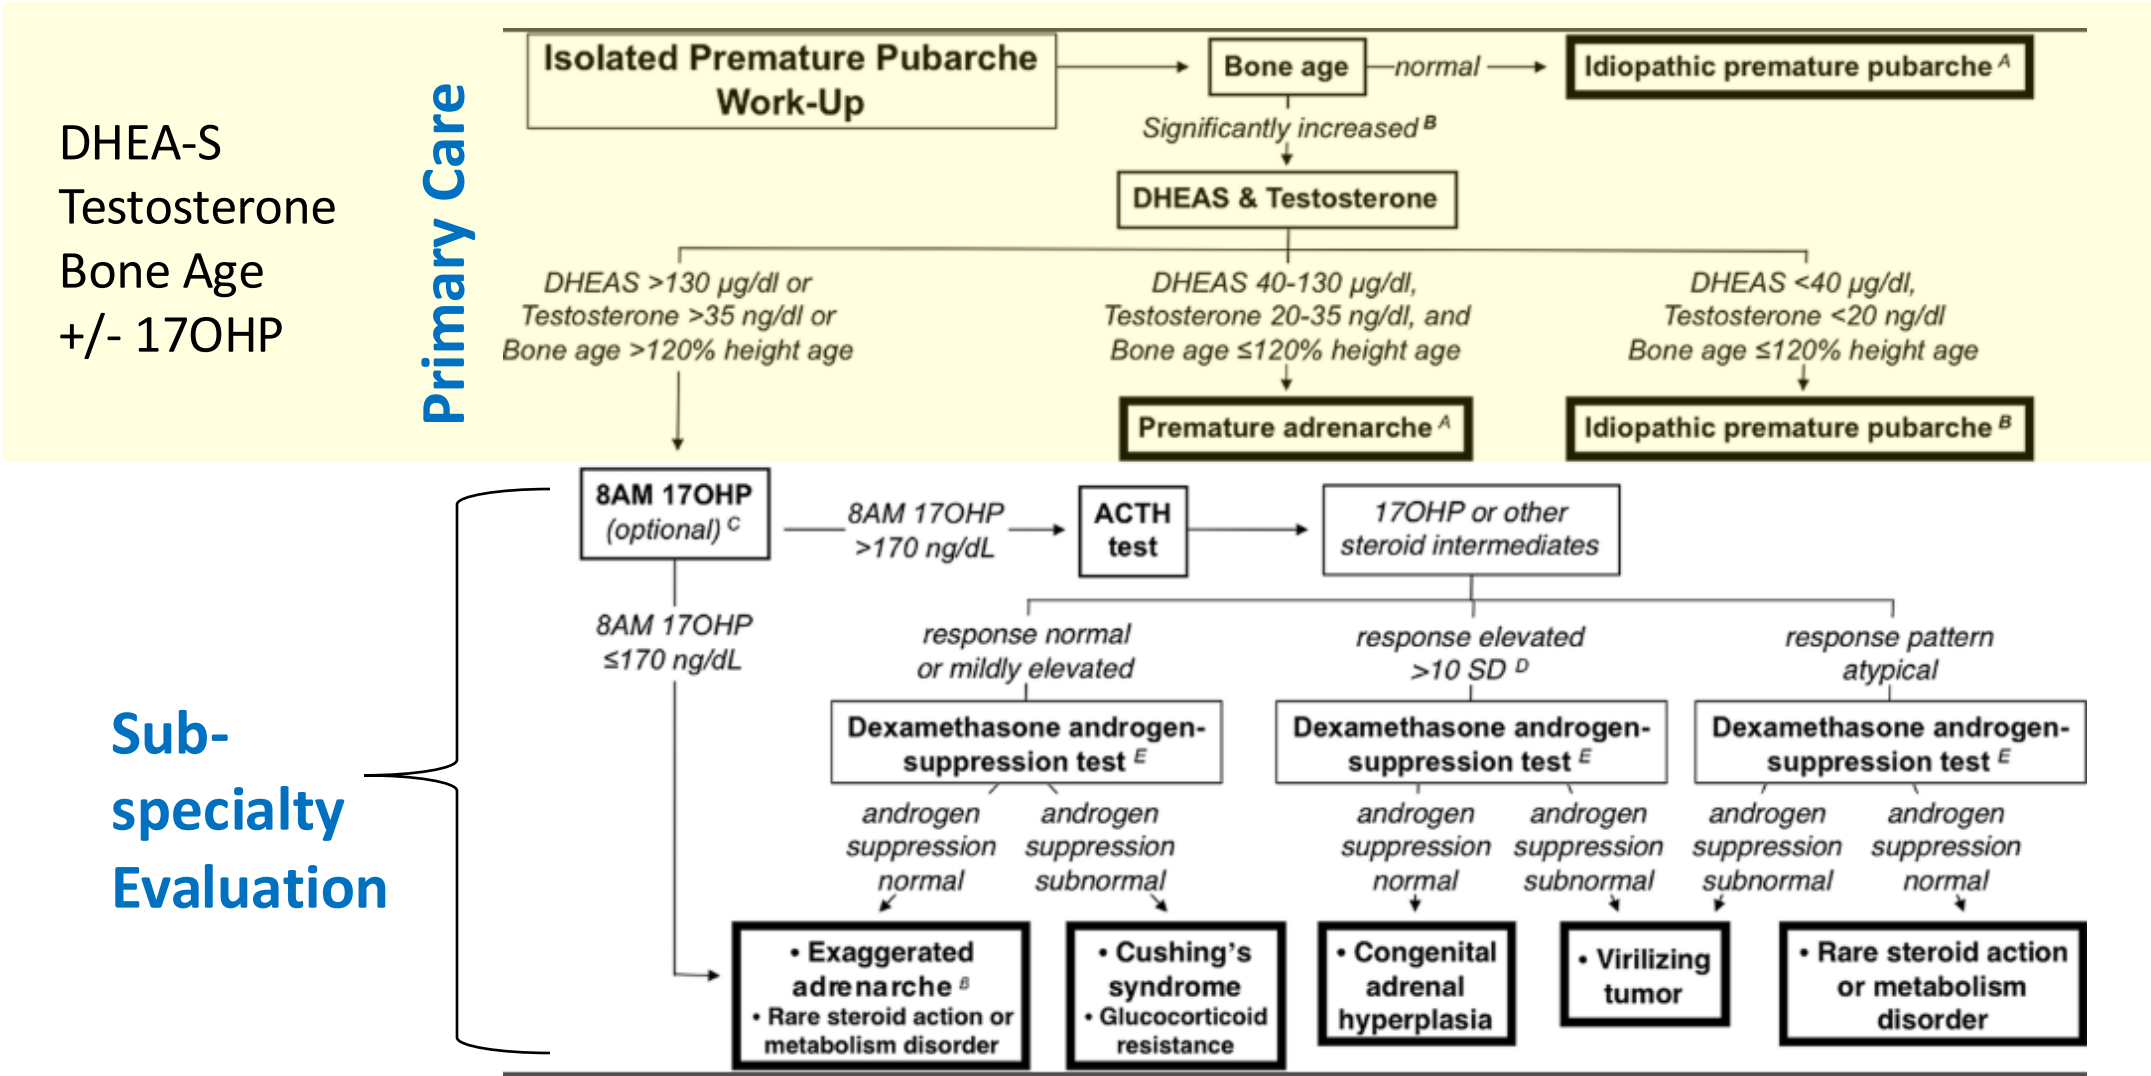 DHEA-S
Testosterone
Bone Age
+/- 17OHP
Primary Care
Isolated Premature Pubarche
Work-Up
Bone age
normal
Idiopathic premature pubarche A
Significantly increased B
DHEAS & Testosterone
DHEAS >130 µg/dl or
Testosterone >35 ng/dl or
Bone age >120% height age
DHEAS 40-130 µg/dl,
Testosterone 20-35 ng/dl, and
Bone age ≤120% height age
DHEAS <40 µg/dl,
Testosterone <20 ng/dl
Bone age ≤120% height age
Premature adrenarche A
Idiopathic premature pubarche B
Sub-
specialty
Evaluation
8AM 17OHP
(optional) C
8AM 17OHP
>170 ng/dL
ACTH
test
17OHP or other
steroid intermediates
8AM 17OHP
≤170 ng/dL
response normal
or mildly elevated
response elevated
>10 SD D
response pattern
atypical
Dexamethasone androgen-
suppression test E
Dexamethasone androgen-
suppression test E
Dexamethasone androgen-
suppression test E
androgen
suppression
normal
androgen
suppression
subnormal
androgen
suppression
normal
androgen
suppression
subnormal
androgen
suppression
subnormal
androgen
suppression
normal
• Exaggerated
adrenarche B
• Rare steroid action or
metabolism disorder
• Cushing's
syndrome
• Glucocorticoid
resistance
• Congenital
adrenal
hyperplasia
• Virilizing
tumor
• Rare steroid action
or metabolism
disorder